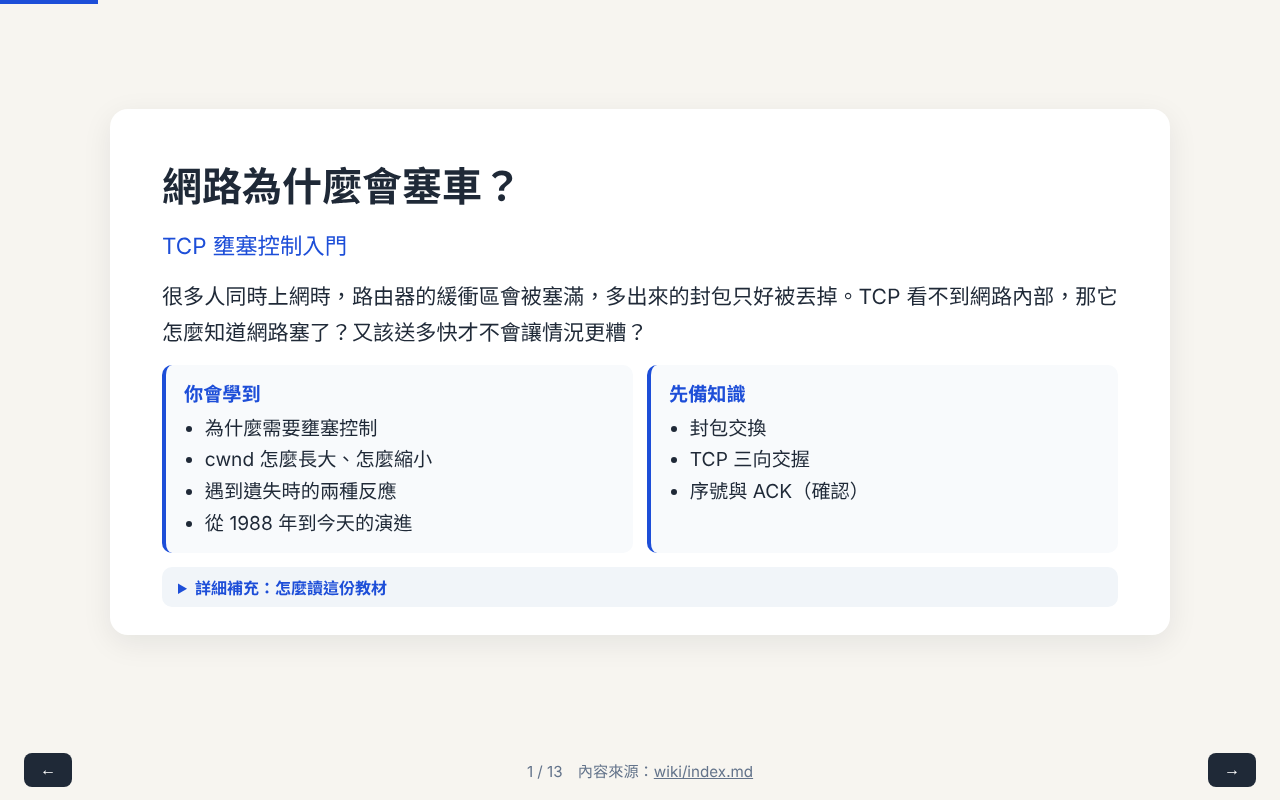 網路為什麼會塞車？
TCP 壅塞控制入門
很多人同時上網時，路由器的緩衝區會被塞滿，多出來的封包只好被丟掉。TCP 看不到網路內部，那它
怎麼知道網路塞了？又該送多快才不會讓情況更糟？
你會學到
• 為什麼需要壅塞控制
• cwnd 怎麼長大、怎麼縮小
• 遇到遺失時的兩種反應
• 從 1988 年到今天的演進
先備知識
• 封包交換
• TCP 三向交握
• 序號與 ACK（確認）
▶ 詳細補充：怎麼讀這份教材
←
1 / 13 內容來源：wiki/index.md
→